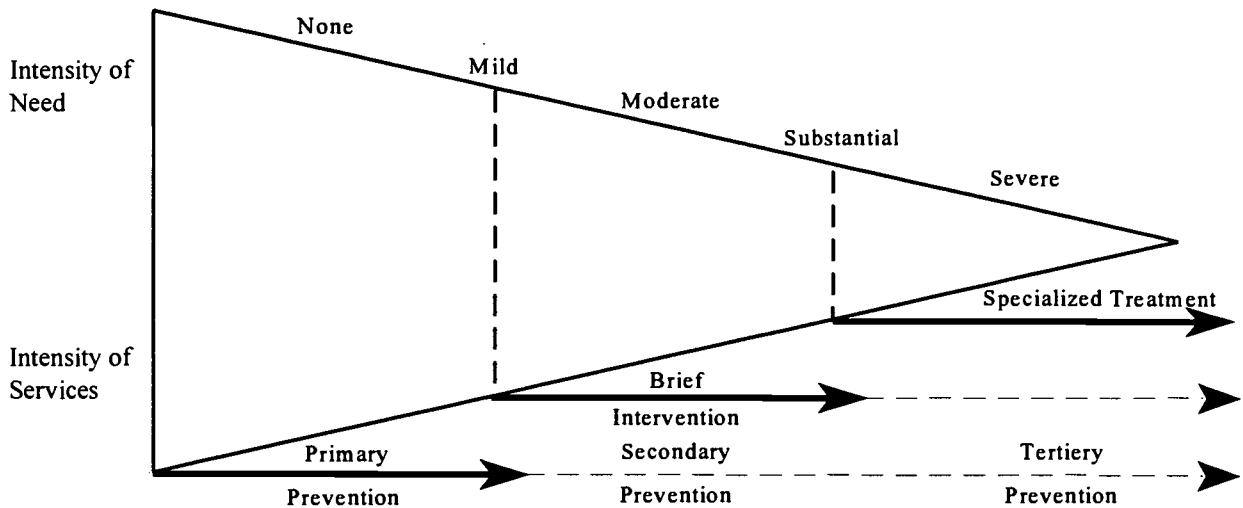 None
Intensity of
Need
Mild
Moderate
Substantial
Severe
Specialized Treatment
Intensity of
Services
Brief
Intervention
Primary
Prevention
Secondary
Prevention
Tertiery
Prevention